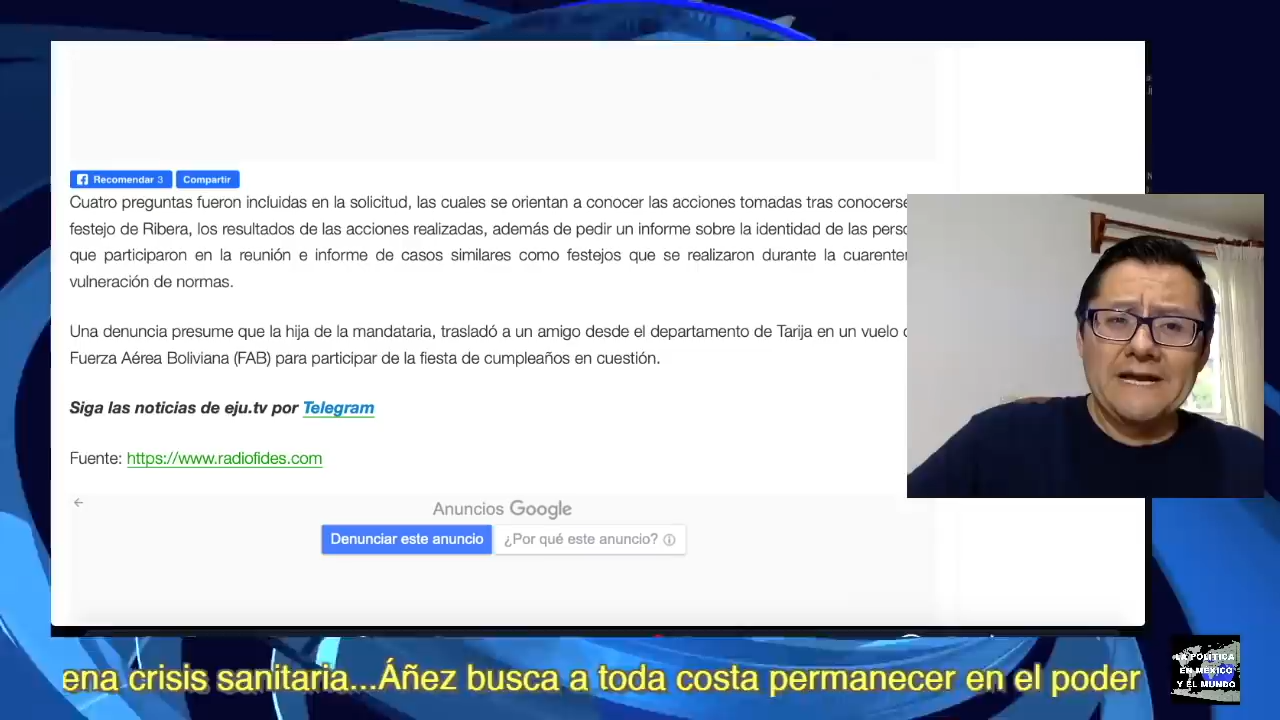 Recomendar 3 Compartir
Cuatro preguntas fueron incluidas en la solicitud, las cuales se orientan a conocer las acciones tomadas tras conocerse
festejo de Ribera, los resultados de las acciones realizadas, además de pedir un informe sobre la identidad de las perso
que participaron en la reunión e informe de casos similares como festejos que se realizaron durante la cuarenten
vulneración de normas.
Una denuncia presume que la hija de la mandataria, trasladó a un amigo desde el departamento de Tarija en un vuelo
Fuerza Aérea Boliviana (FAB) para participar de la fiesta de cumpleaños en cuestión.
Siga las noticias de eju.tv por Telegram
Fuente: https://www.radiofides.com
Anuncios Google
Denunciar este anuncio ¿Por qué este anuncio?
ena crisis sanitaria...Áñez busca a toda costa permanecer en el poder
LA POLÍTICA
EN MÉXICO
Y EL MUNDO